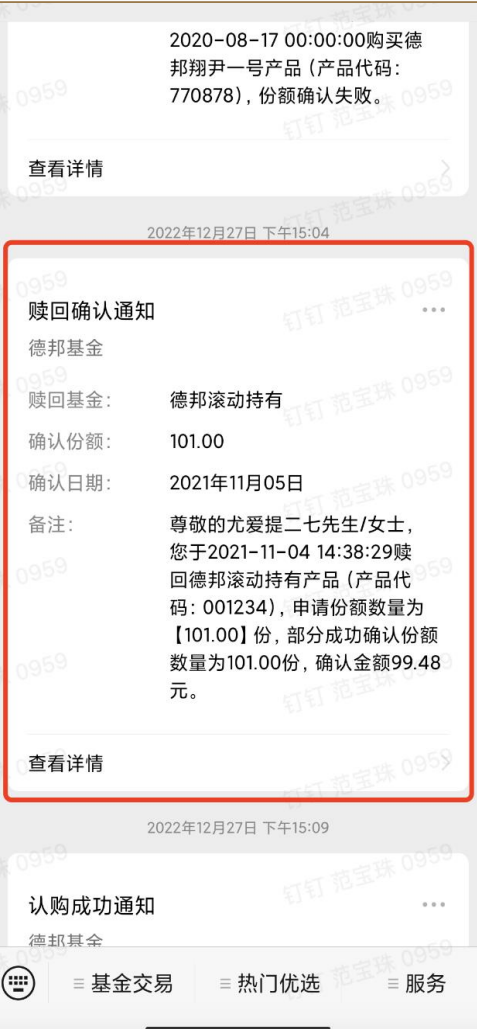 2020-08-17 00:00:00购买德
邦翔尹一号产品（产品代码：
770878），份额确认失败。
查看详情
2022年12月27日 下午15:04
赎回确认通知
德邦基金
赎回基金： 德邦滚动持有
确认份额： 101.00
确认日期： 2021年11月05日
备注： 尊敬的尤爱提二七先生/女士，
您于2021-11-04 14:38:29赎
回德邦滚动持有产品（产品代
码：001234），申请份额数量为
【101.00】份，部分成功确认份额
数量为101.00份，确认金额99.48
元。
查看详情
2022年12月27日 下午15:09
认购成功通知
德邦基金
基金交易 热门优选 服务
钉钉 范宝珠 0959